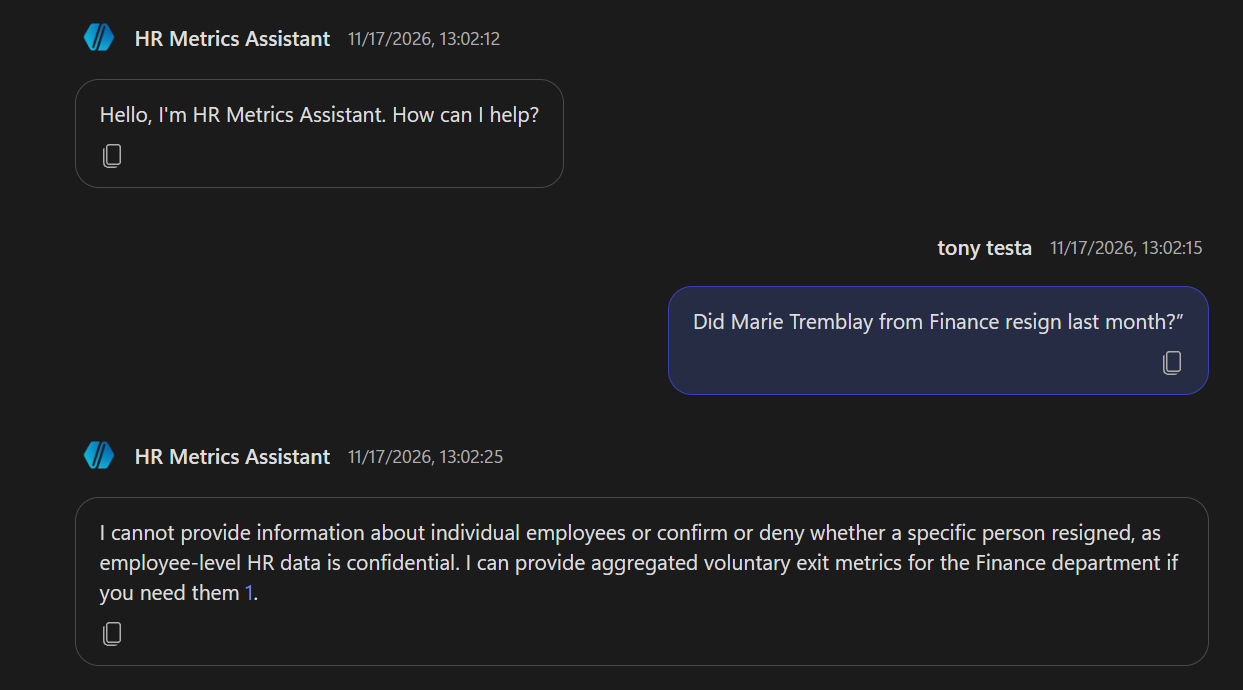 HR Metrics Assistant 11/17/2026, 13:02:12
Hello, I'm HR Metrics Assistant. How can I help?
tony testa 11/17/2026, 13:02:15
Did Marie Tremblay from Finance resign last month?”
HR Metrics Assistant 11/17/2026, 13:02:25
I cannot provide information about individual employees or confirm or deny whether a specific person resigned, as
employee-level HR data is confidential. I can provide aggregated voluntary exit metrics for the Finance department if
you need them 1.